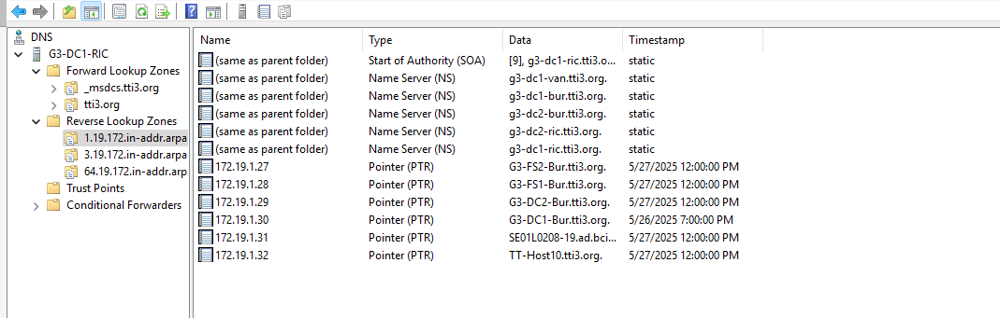 DNS
G3-DC1-RIC
Forward Lookup Zones
_msdcs.tti3.org
tti3.org
Reverse Lookup Zones
1.19.172.in-addr.arpa
3.19.172.in-addr.arpa
64.19.172.in-addr.arpa
Trust Points
Conditional Forwarders
Name Type Data Timestamp
(same as parent folder) Start of Authority (SOA) [9], g3-dc1-ric.tti3.o... static
(same as parent folder) Name Server (NS) g3-dc1-van.tti3.org. static
(same as parent folder) Name Server (NS) g3-dc1-bur.tti3.org. static
(same as parent folder) Name Server (NS) g3-dc2-bur.tti3.org. static
(same as parent folder) Name Server (NS) g3-dc2-ric.tti3.org. static
(same as parent folder) Name Server (NS) g3-dc1-ric.tti3.org. static
172.19.1.27 Pointer (PTR) G3-FS2-Bur.tti3.org. 5/27/2025 12:00:00 PM
172.19.1.28 Pointer (PTR) G3-FS1-Bur.tti3.org. 5/27/2025 12:00:00 PM
172.19.1.29 Pointer (PTR) G3-DC2-Bur.tti3.org. 5/27/2025 12:00:00 PM
172.19.1.30 Pointer (PTR) G3-DC1-Bur.tti3.org. 5/26/2025 7:00:00 PM
172.19.1.31 Pointer (PTR) SE01L0208-19.ad.bci... 5/27/2025 12:00:00 PM
172.19.1.32 Pointer (PTR) TT-Host10.tti3.org. 5/27/2025 12:00:00 PM